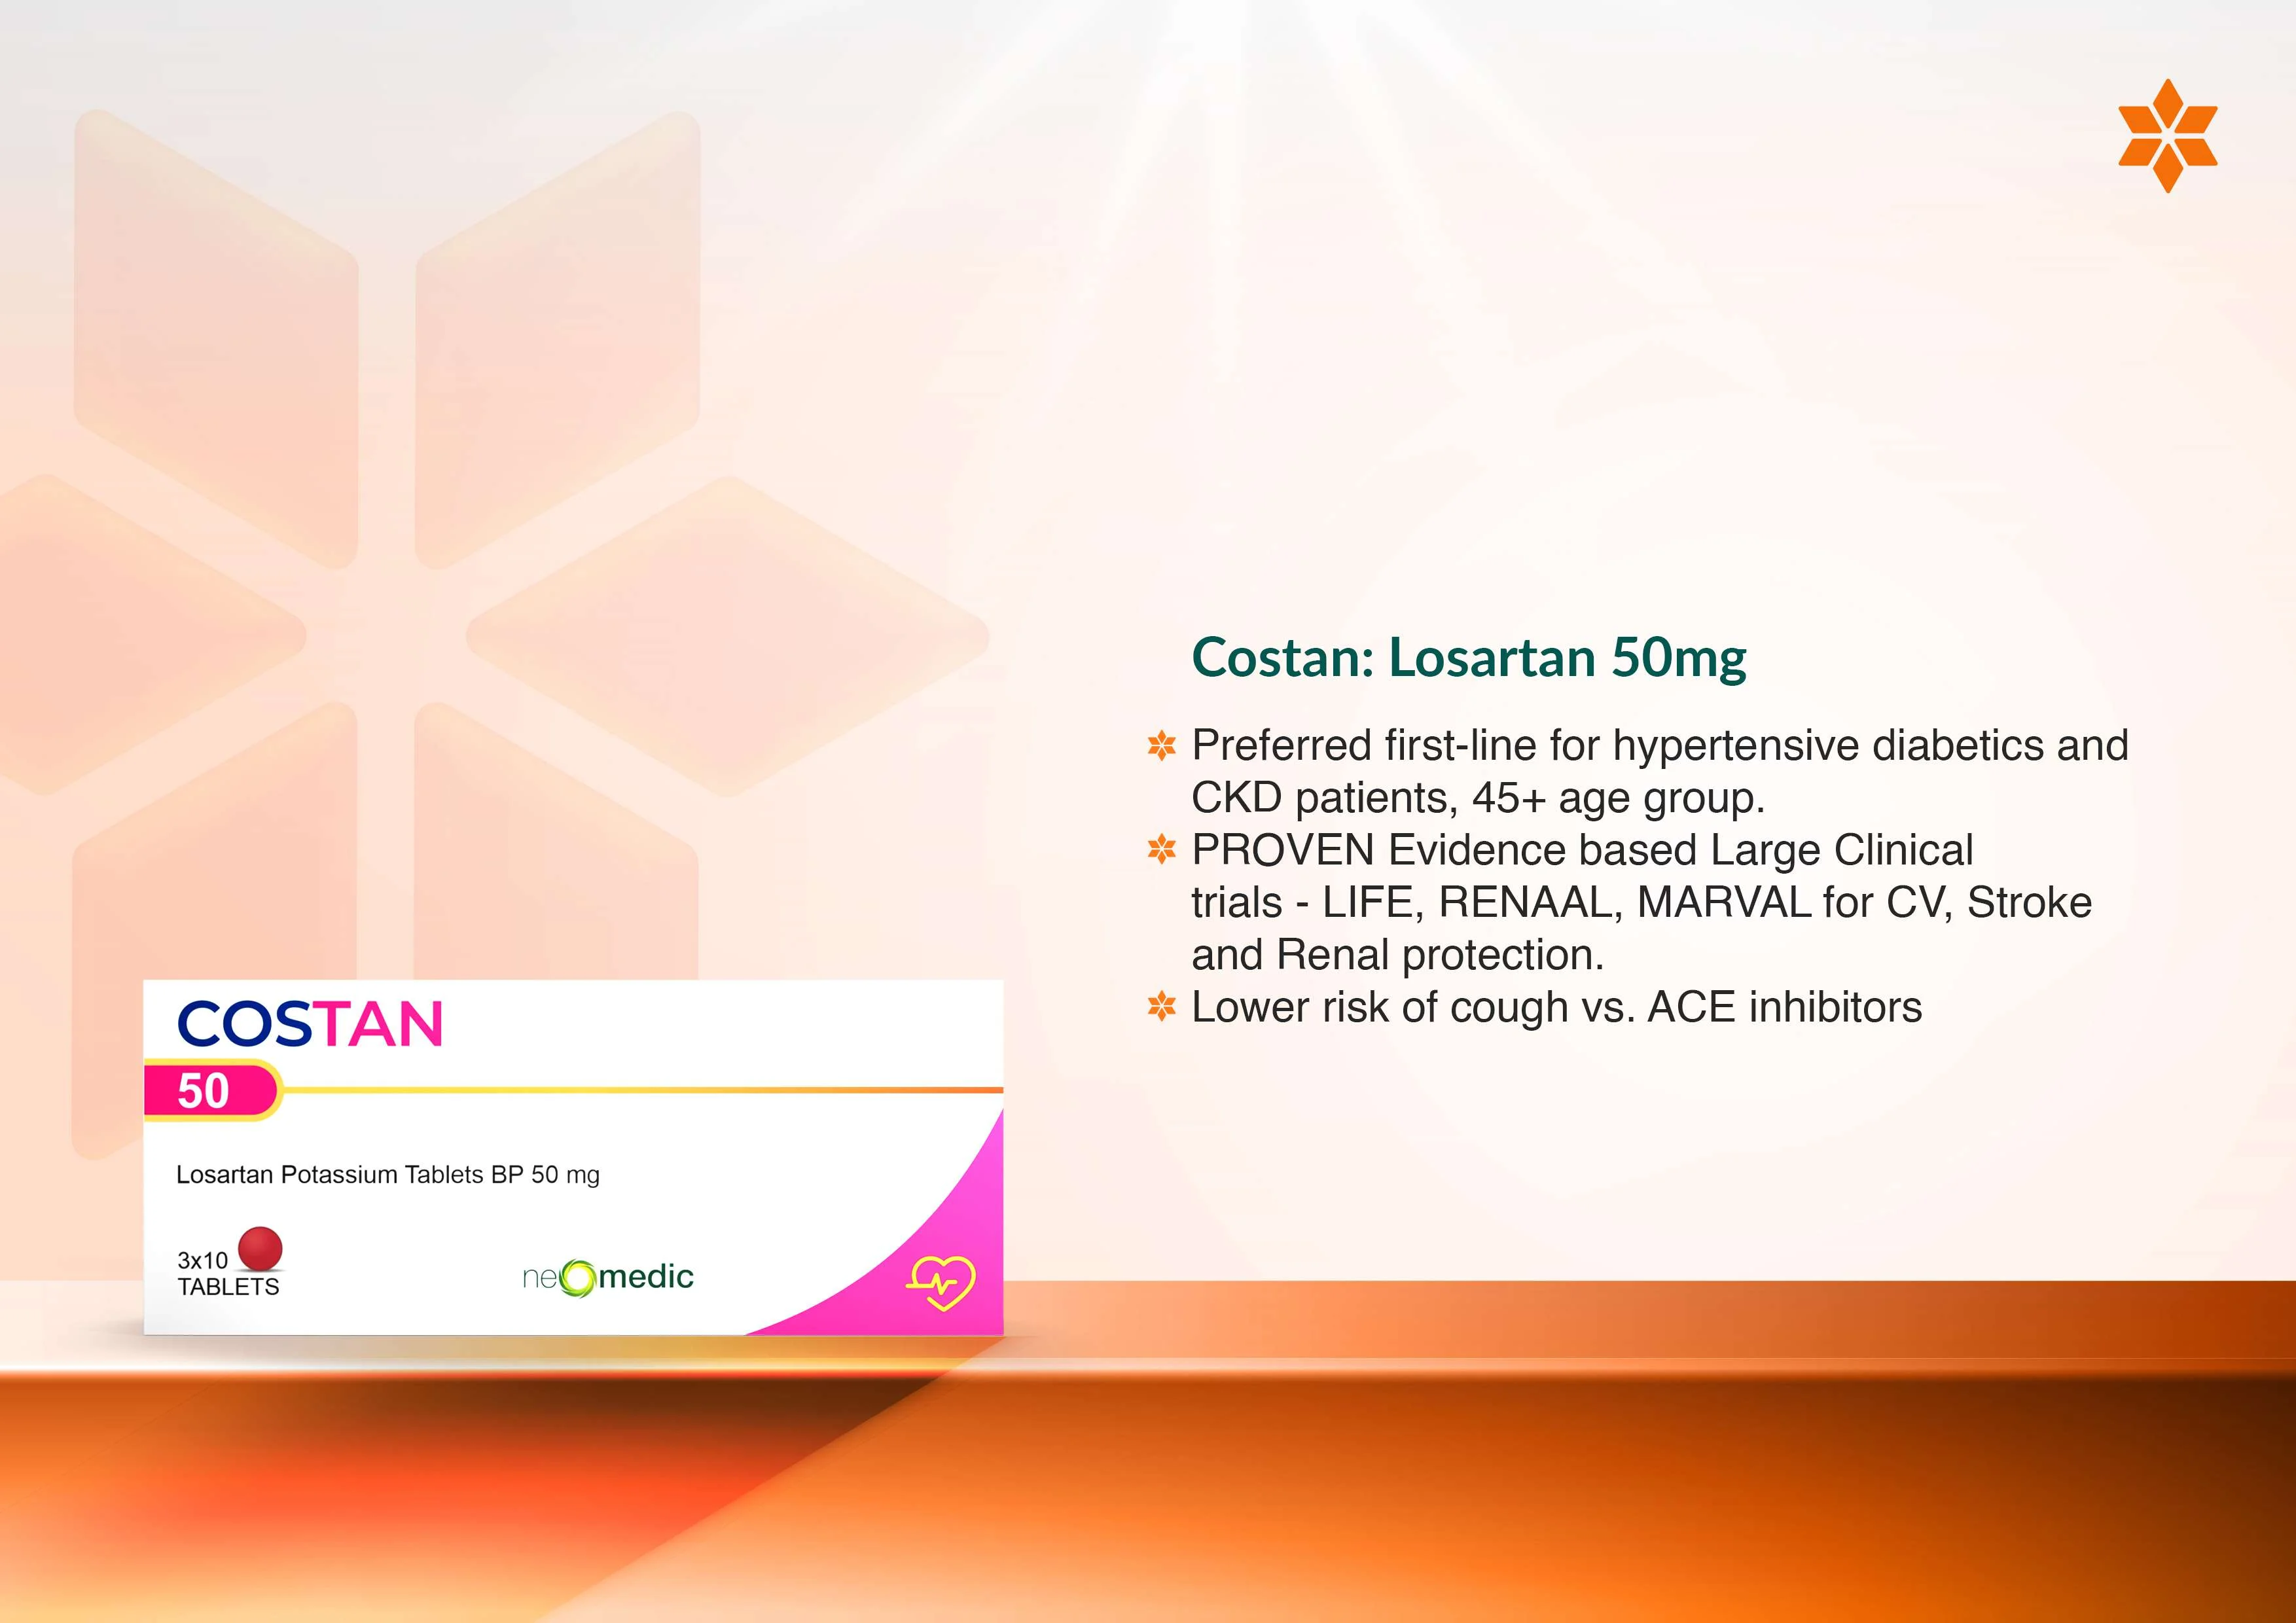 Costan: Losartan 50mg
Preferred first-line for hypertensive diabetics and
CKD patients, 45+ age group.
PROVEN Evidence based Large Clinical
trials - LIFE, RENAAL, MARVAL for CV, Stroke
and Renal protection.
Lower risk of cough vs. ACE inhibitors
COSTAN
50
Losartan Potassium Tablets BP 50 mg
3x10
TABLETS
neomedic